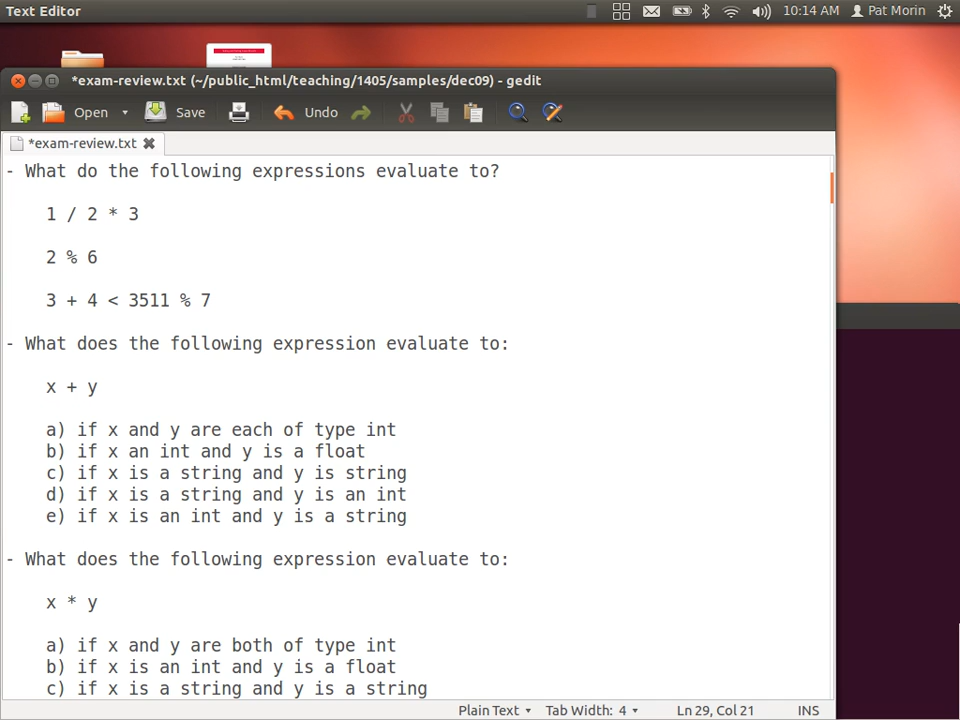 Text Editor
10:14 AM
Pat Morin
*exam-review.txt (~/public_html/teaching/1405/samples/dec09) - gedit
Open
Save
Undo
*exam-review.txt
- What do the following expressions evaluate to?
1 / 2 * 3
2 % 6
3 + 4 < 3511 % 7
- What does the following expression evaluate to:
x + y
a) if x and y are each of type int
b) if x an int and y is a float
c) if x is a string and y is string
d) if x is a string and y is an int
e) if x is an int and y is a string
- What does the following expression evaluate to:
x * y
a) if x and y are both of type int
b) if x is an int and y is a float
c) if x is a string and y is a string
Plain Text
Tab Width: 4
Ln 29, Col 21
INS